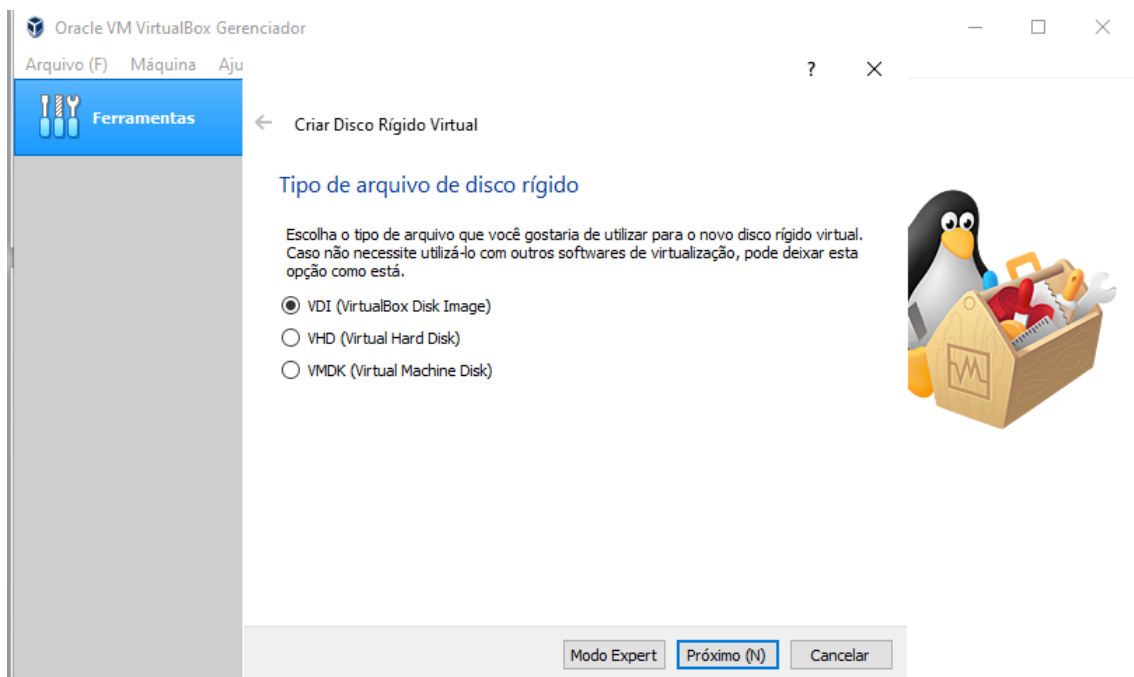 Oracle VM VirtualBox Gerenciador
Arquivo (F) Máquina Aju
?
Ferramentas
Criar Disco Rígido Virtual
Tipo de arquivo de disco rígido
Escolha o tipo de arquivo que você gostaria de utilizar para o novo disco rígido virtual.
Caso não necessite utilizá-lo com outros softwares de virtualização, pode deixar esta
opção como está.
VDI (VirtualBox Disk Image)
VHD (Virtual Hard Disk)
VMDK (Virtual Machine Disk)
Modo Expert Próximo (N) Cancelar